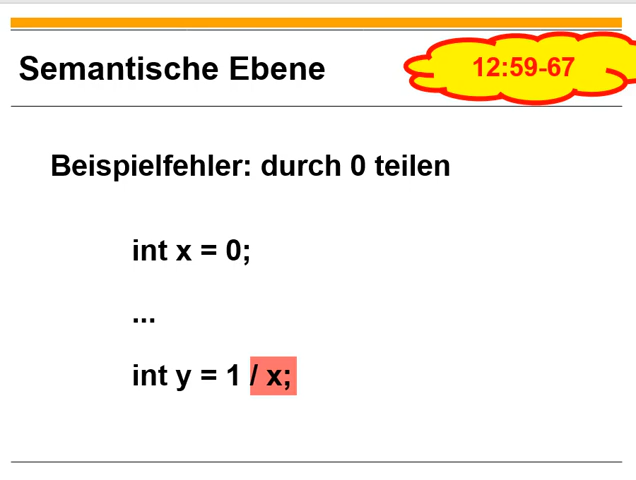 Semantische Ebene
12:59-67
Beispielfehler: durch 0 teilen
int x = 0;
...
int y = 1 / x;